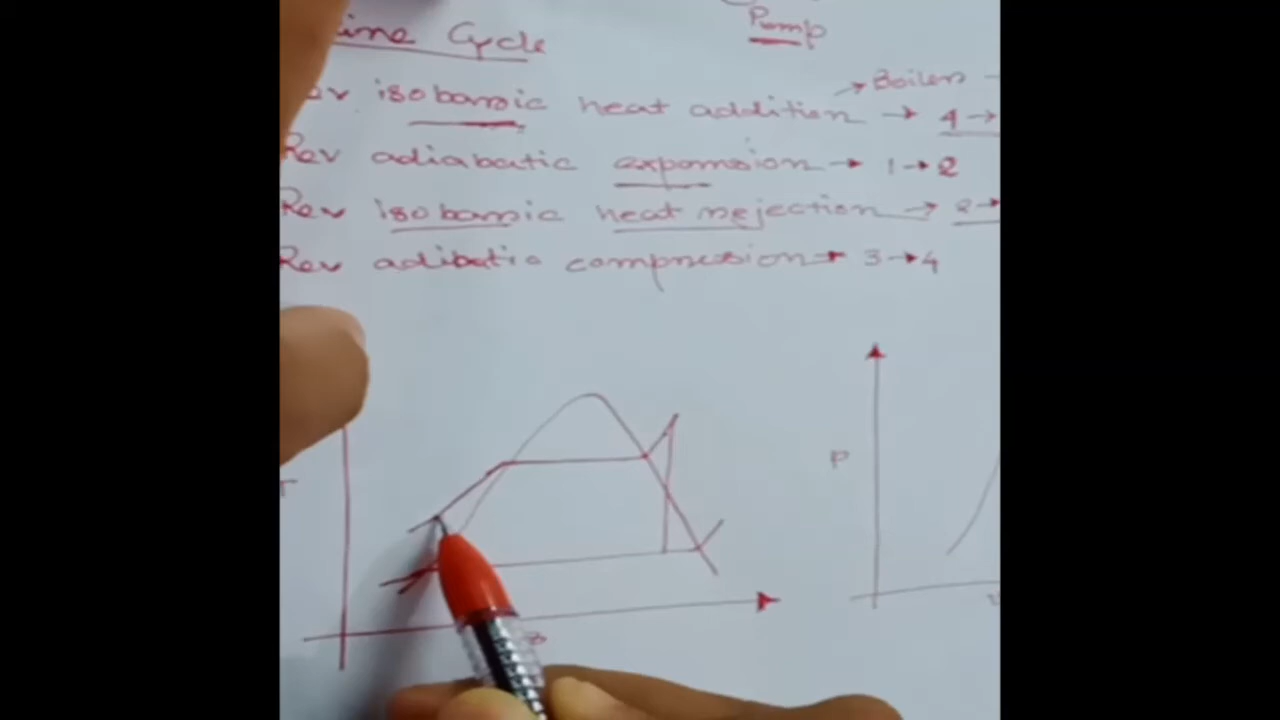 Pump
Cycle
isobaric heat addition → 4 →
→ Boiler -
Rev adiabatic expansion → 1 → 2
Rev isobaric heat rejection → 2 →
Rev adibatic compression → 3 → 4
P
T